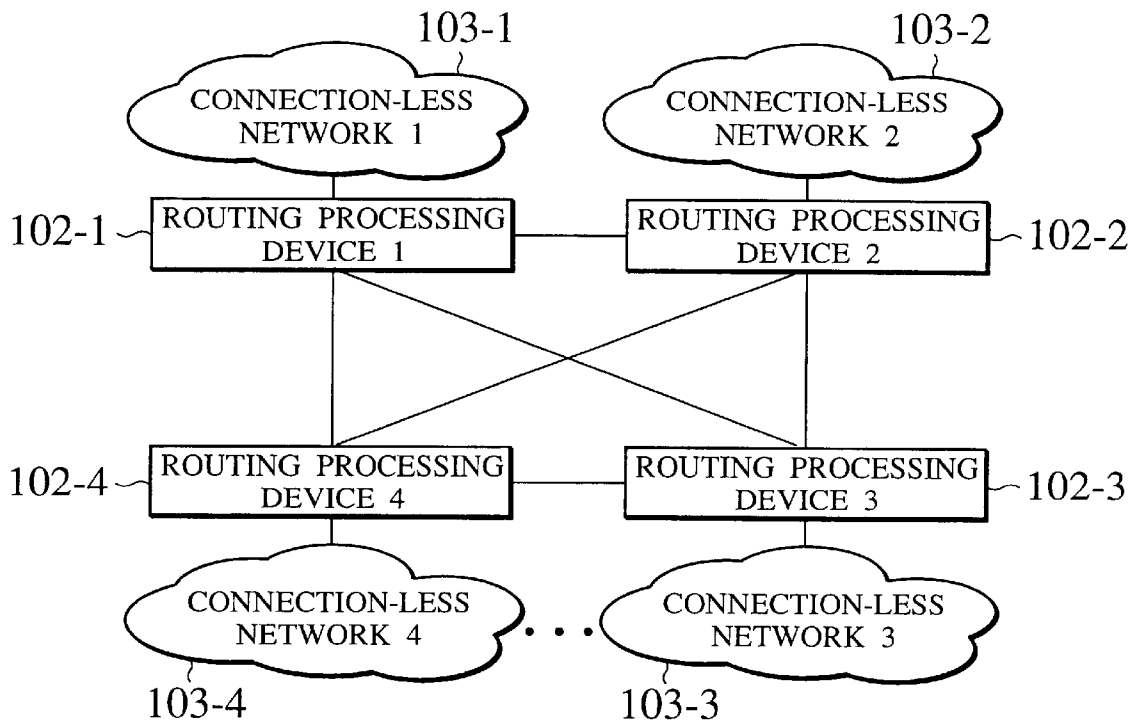 103-1
103-2
CONNECTION-LESS
NETWORK 1
CONNECTION-LESS
NETWORK 2
102-1
ROUTING PROCESSING
DEVICE 1
ROUTING PROCESSING
DEVICE 2
102-2
102-4
ROUTING PROCESSING
DEVICE 4
ROUTING PROCESSING
DEVICE 3
102-3
CONNECTION-LESS
NETWORK 4
• • •
CONNECTION-LESS
NETWORK 3
103-4
103-3